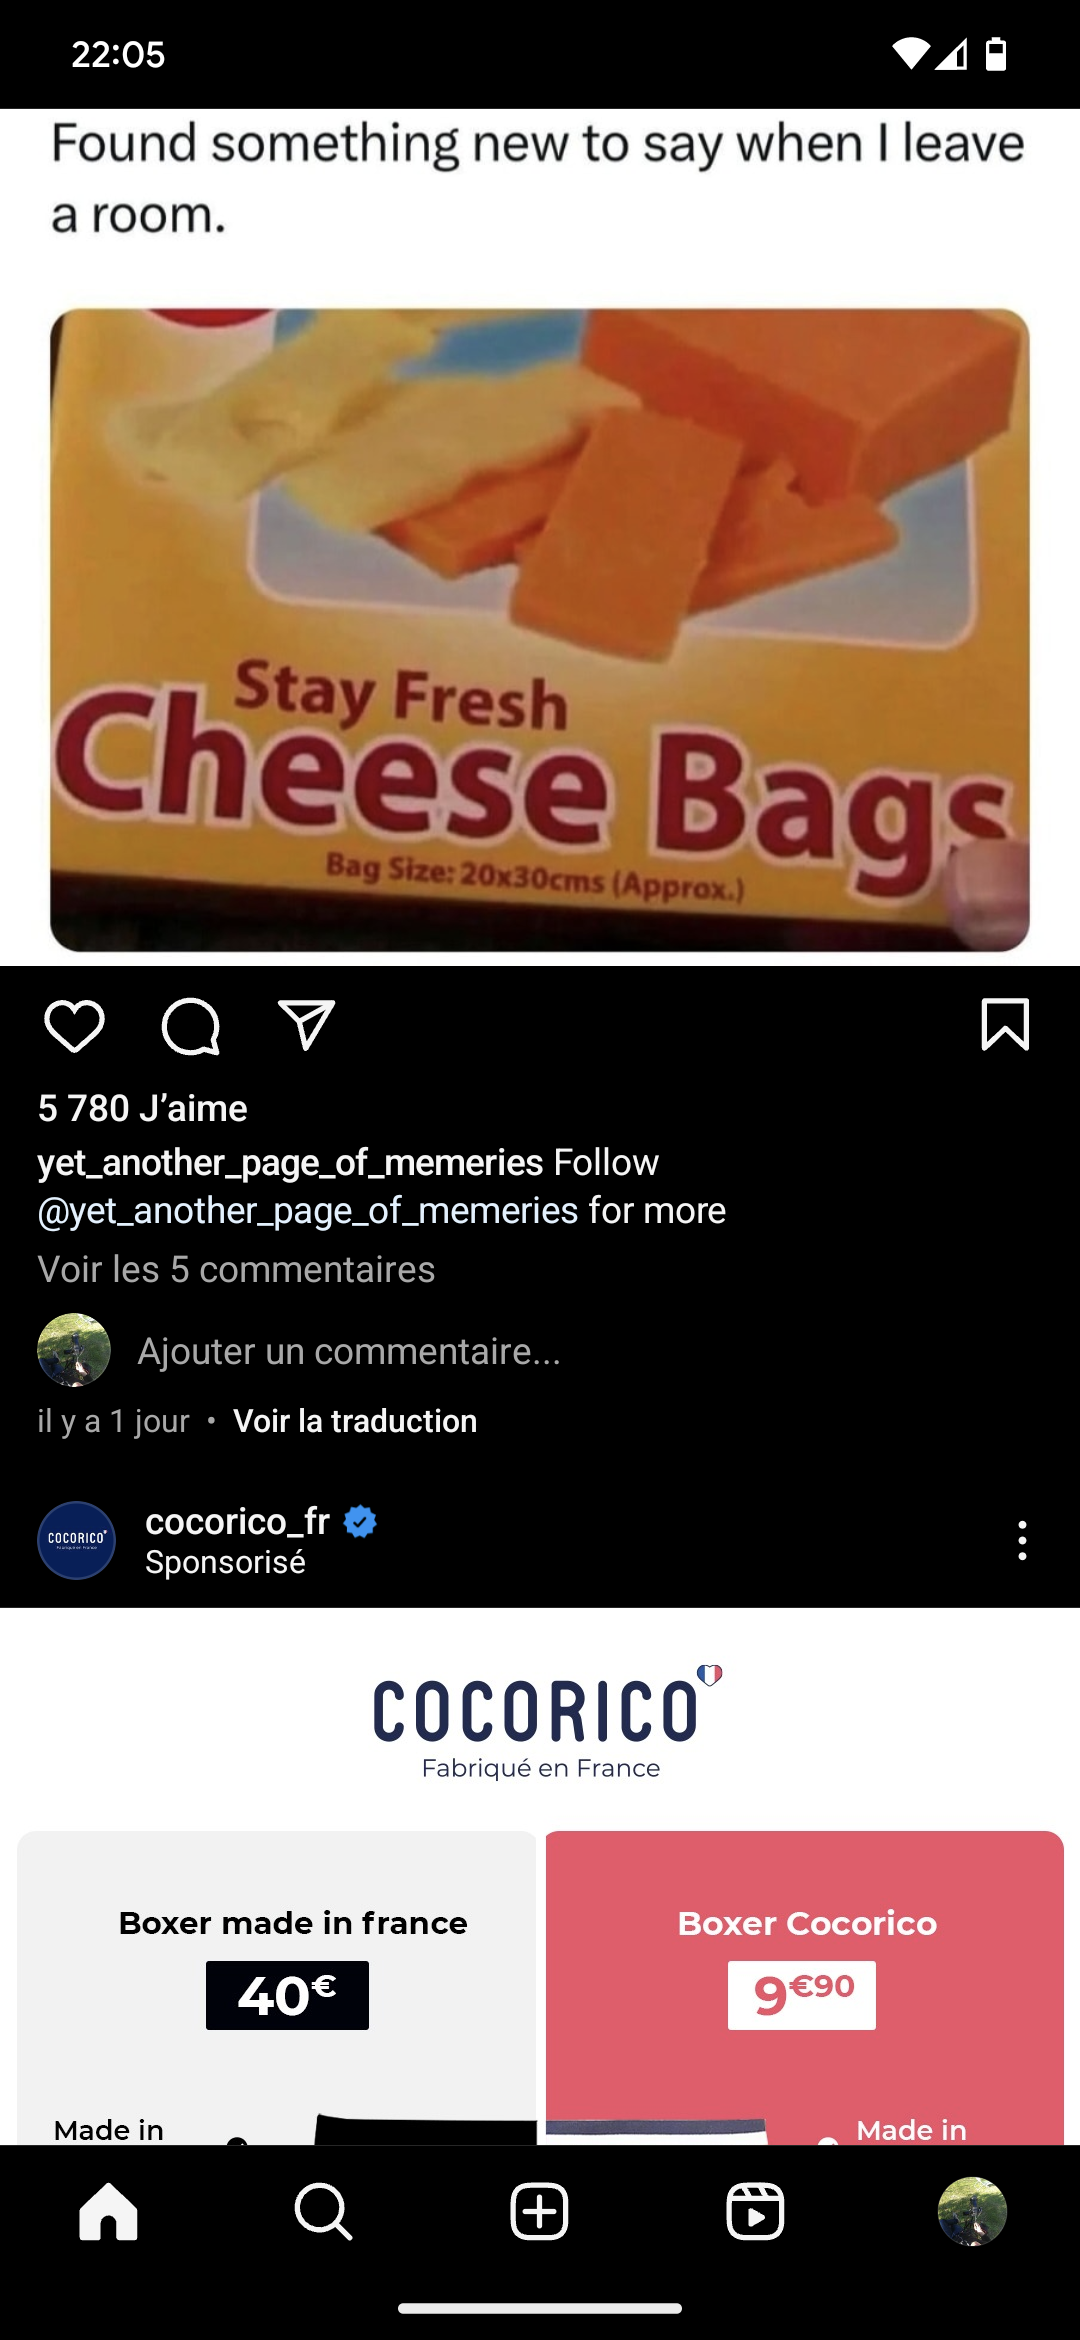 22:05
Found something new to say when I leave
a room.
Stay Fresh
Cheese Bags
Bag Size: 20x30cms (Approx.)
5 780 J’aime
yet_another_page_of_memeries Follow
@yet_another_page_of_memeries for more
Voir les 5 commentaires
Ajouter un commentaire...
il y a 1 jour • Voir la traduction
COCORICO
cocorico_fr
Sponsorisé
COCORICO
Fabriqué en France
Boxer made in france
40€
Boxer Cocorico
9€90
Made in
Made in